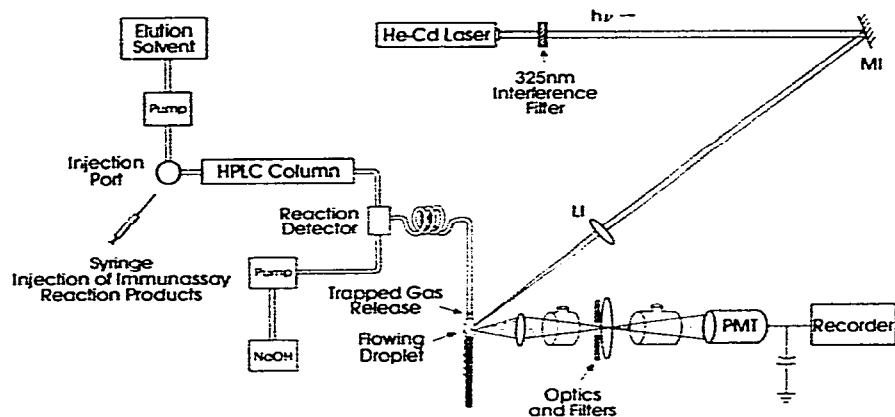 Elution
Solvent
Pump
Injection
Port
HPLC Column
Syringe
Injection of Immunassay
Reaction Products
Reaction
Detector
Pump
NaOH
Trapped Gas
Release
Flowing
Droplet
He-Cd Laser
325nm
Interference
Filter
hν
MI
LI
Optics
and Filters
PMT
Recorder